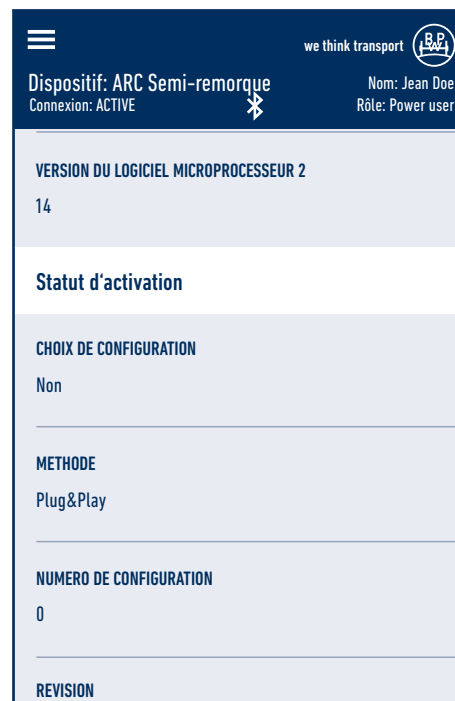 we think transport BPW
Dispositif: ARC Semi-remorque Nom: Jean Doe
Connexion: ACTIVE Rôle: Power user
VERSION DU LOGICIEL MICROPROCESSEUR 2
14
Statut d‘activation
CHOIX DE CONFIGURATION
Non
METHODE
Plug&Play
NUMERO DE CONFIGURATION
0
REVISION